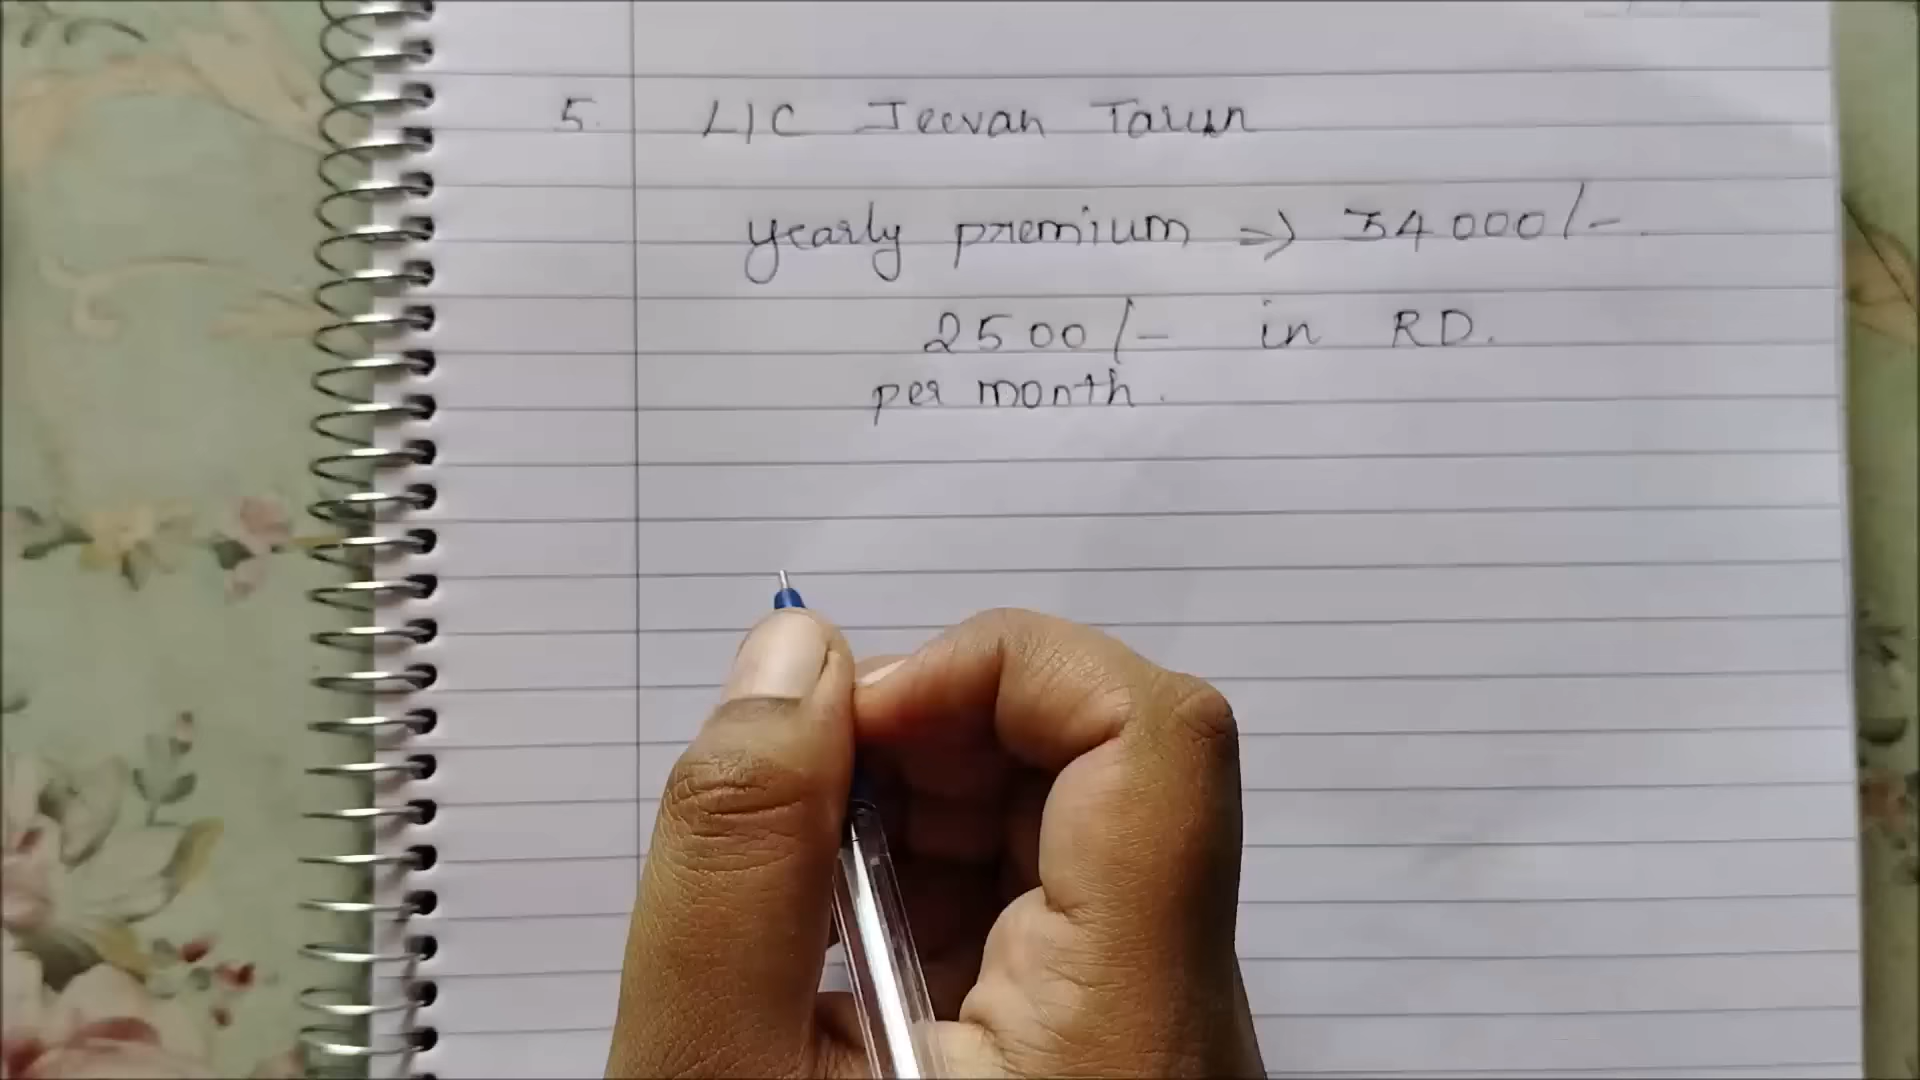 5. LIC Jeevan Tarun
yearly premium => 34000/-.
2500/- in RD.
per month.